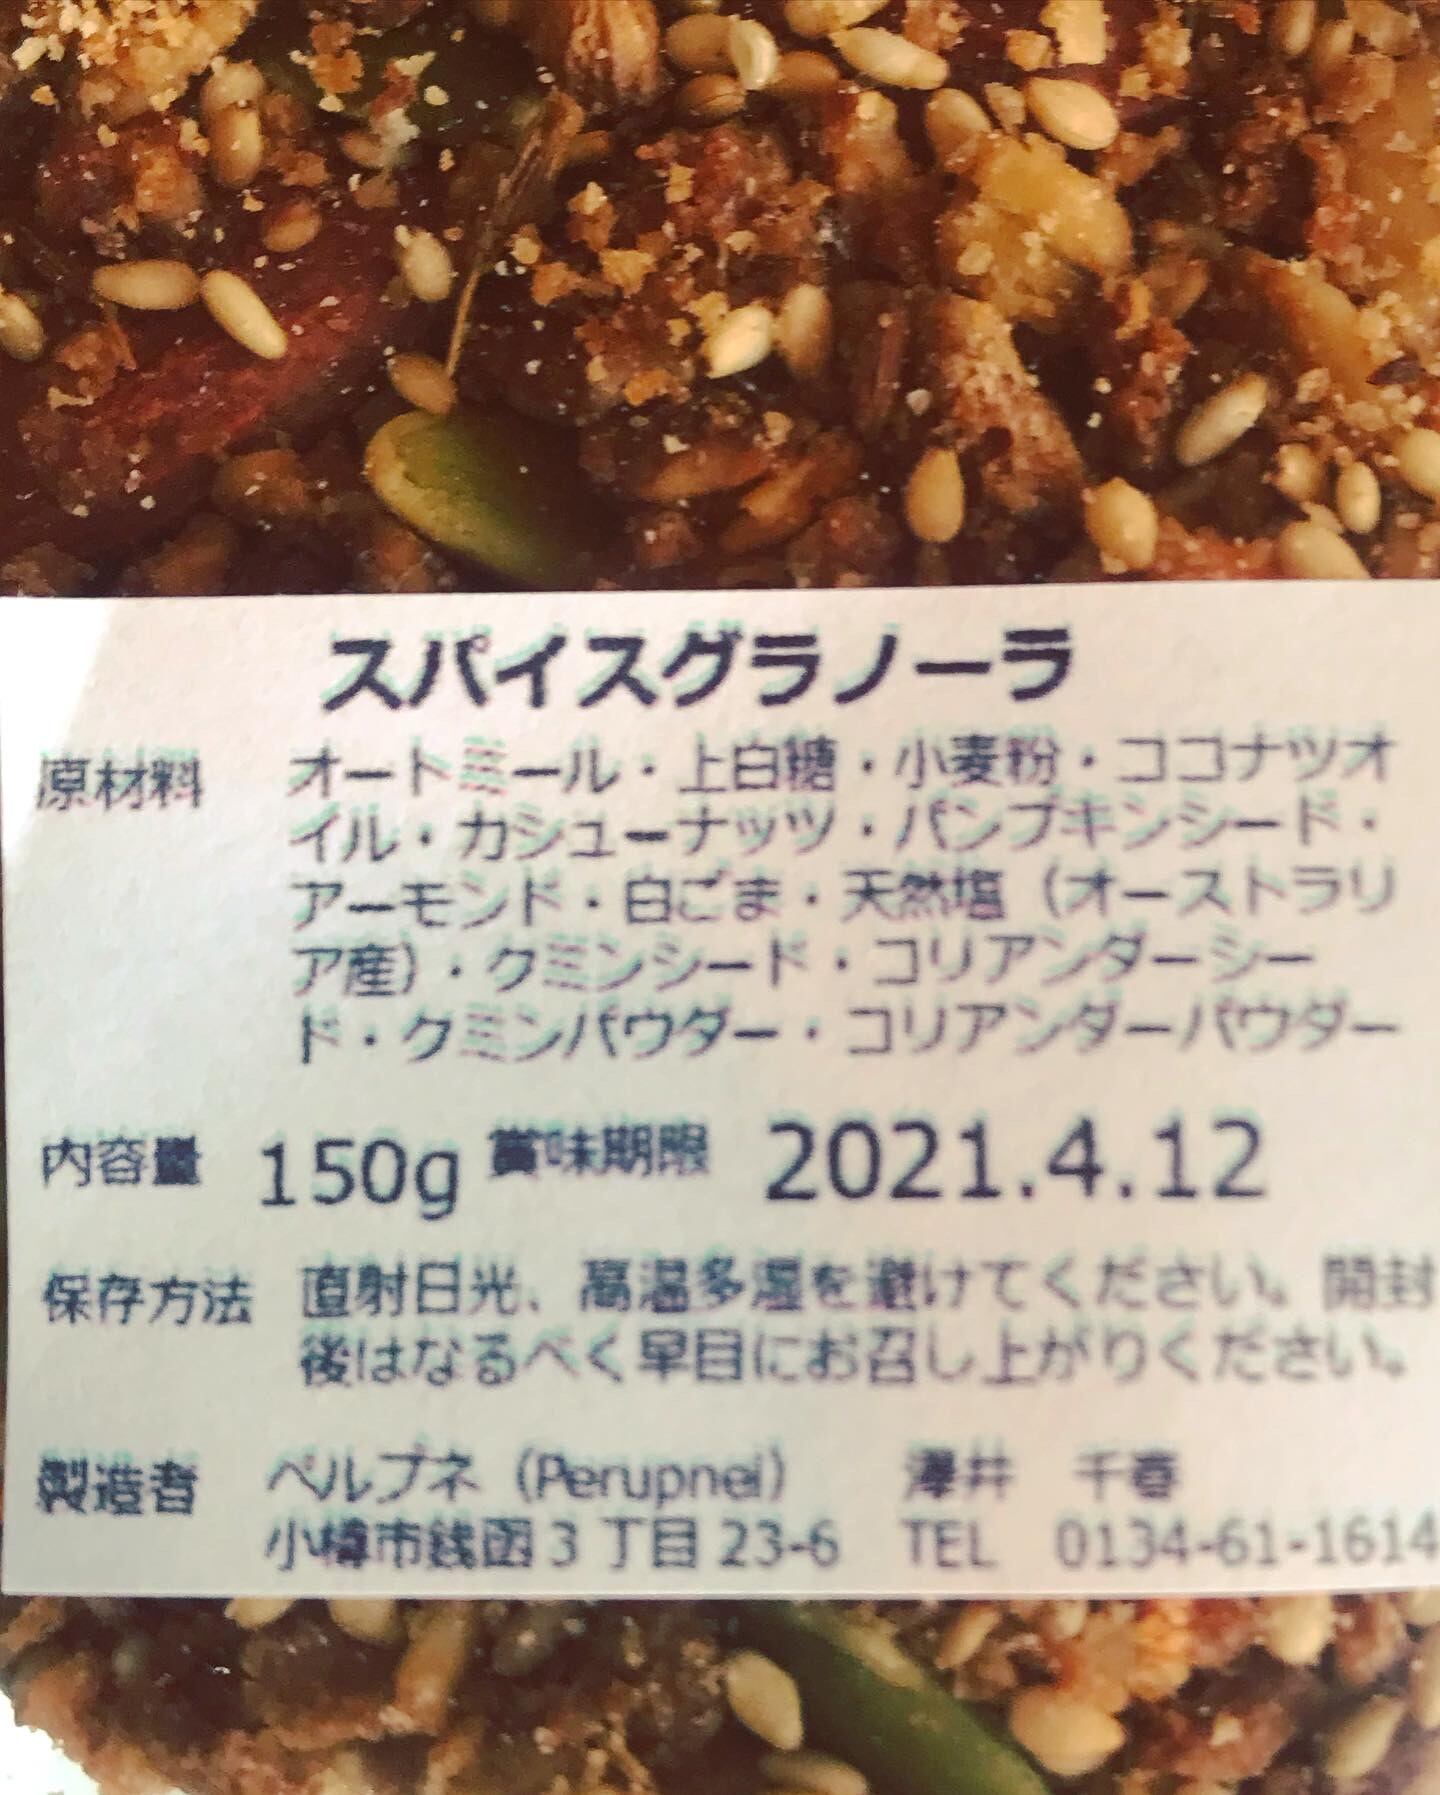 スパイスグラノーラ
原材料 オートミール・上白糖・小麦粉・ココナツオ
イル・カシューナッツ・パンプキンシード・
アーモンド・白ごま・天然塩（オーストラリ
ア産）・クミンシード・コリアンダーシー
ド・クミンパウダー・コリアンダーパウダー
内容量 150g 賞味期限 2021.4.12
保存方法 直射日光、高温多湿を避けてください。開封
後はなるべく早目にお召し上がりください。
製造者 ペルプネ（Perupnei） 澤井 千春
小樽市銭函3丁目23-6 TEL 0134-61-1614